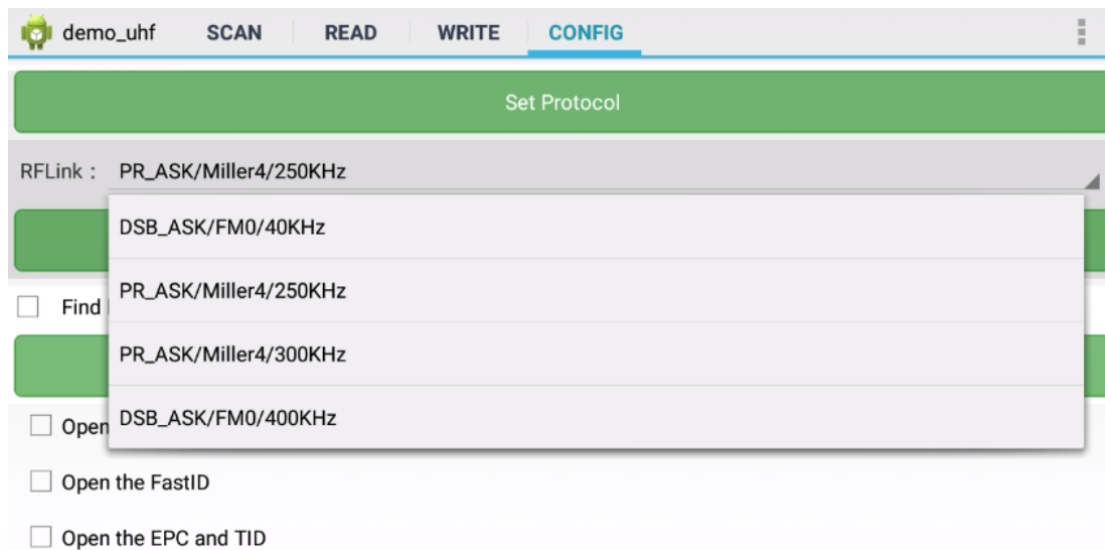 demo_uhf SCAN READ WRITE CONFIG
Set Protocol
RFLink : PR_ASK/Miller4/250KHz
DSB_ASK/FM0/40KHz
PR_ASK/Miller4/250KHz
Find
PR_ASK/Miller4/300KHz
DSB_ASK/FM0/400KHz
Open
Open the FastID
Open the EPC and TID